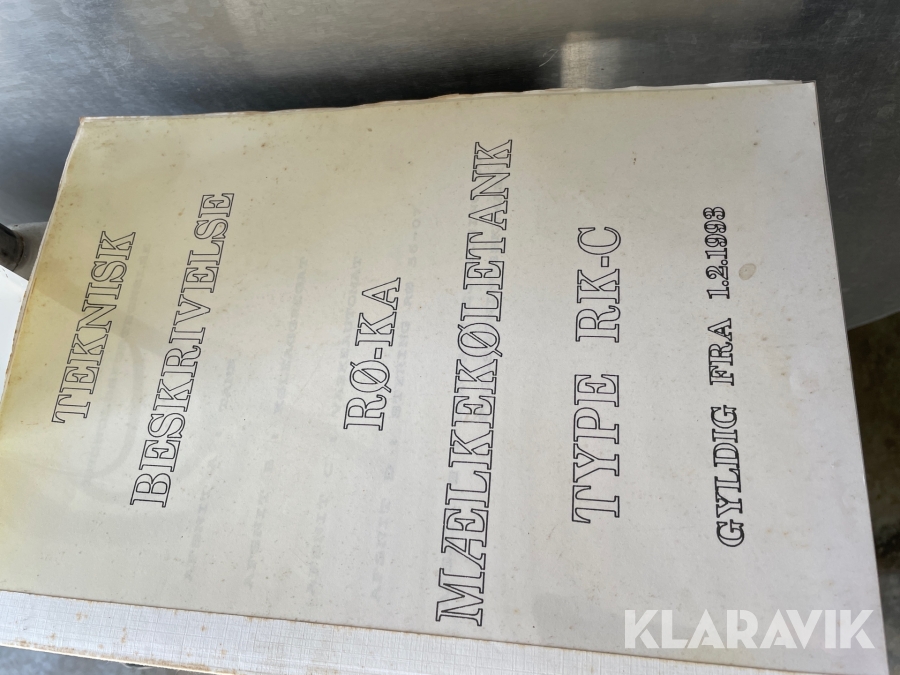 TEKNISK
BESKRIVELSE
RØ-KA
MÆLKEKØLETANK
TYPE RK-C
GYLDIG FRA 1.2.1993
KLARAVIK